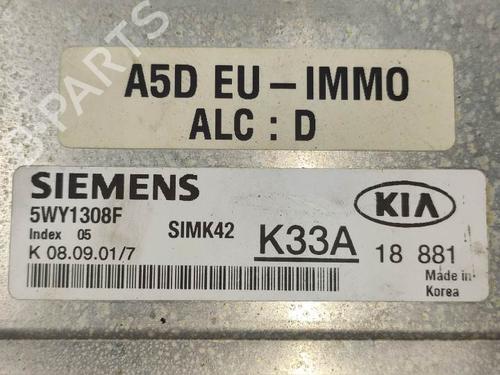 A5D EU – IMMO
ALC : D
SIEMENS
5WY1308F
Index 05
SIMK42
K 08.09.01/7
K33A
KIA
18 881
Made in
Korea